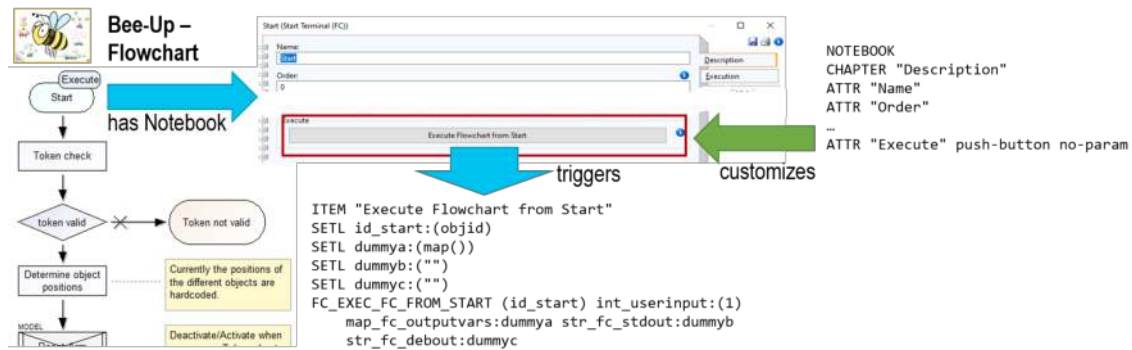 Bee-Up –
Flowchart
Execute
Start
has Notebook
Token check
token valid
Token not valid
Determine object
positions
Currently the positions of
the different objects are
hardcoded.
MODEL
Deactivate/Activate when
Start (Start Terminal (FC))
Name:
Start
Order:
0
Description
Execution
Execute
Execute Flowchart from Start
triggers
customizes
NOTEBOOK
CHAPTER "Description"
ATTR "Name"
ATTR "Order"
…
ATTR "Execute" push-button no-param
ITEM "Execute Flowchart from Start"
SETL id_start:(objid)
SETL dummya:(map())
SETL dummyb:("")
SETL dummyc:("")
FC_EXEC_FC_FROM_START (id_start) int_userinput:(1)
map_fc_outputvars:dummya str_fc_stdout:dummyb
str_fc_debout:dummyc